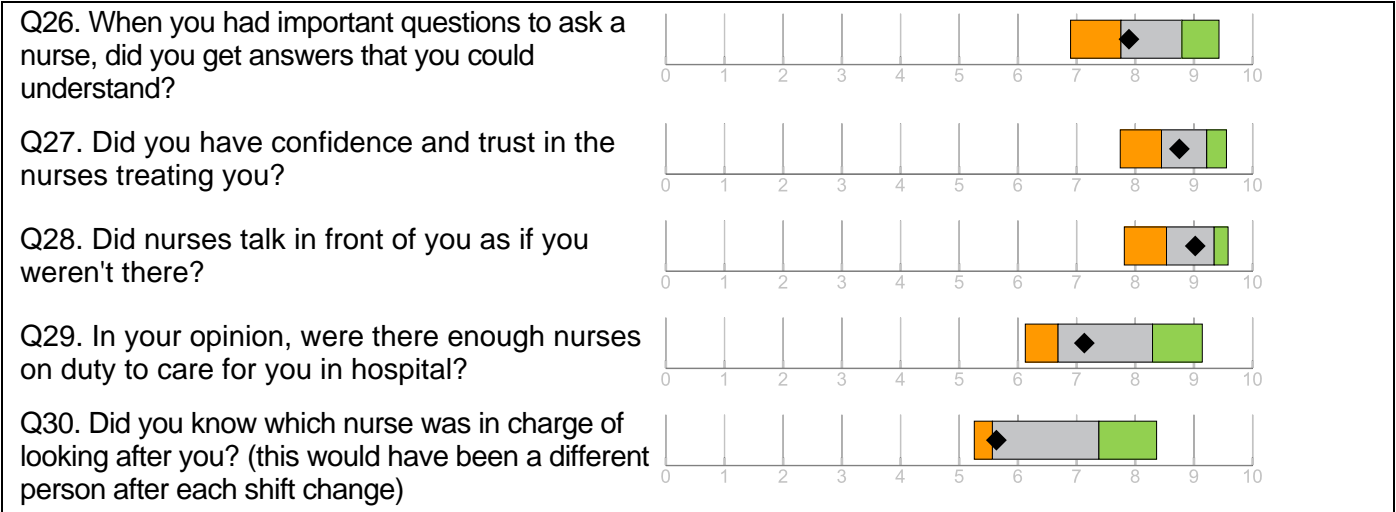 Q26. When you had important questions to ask a
nurse, did you get answers that you could
understand?
0 1 2 3 4 5 6 7 8 9 10
Q27. Did you have confidence and trust in the
nurses treating you?
0 1 2 3 4 5 6 7 8 9 10
Q28. Did nurses talk in front of you as if you
weren't there?
0 1 2 3 4 5 6 7 8 9 10
Q29. In your opinion, were there enough nurses
on duty to care for you in hospital?
0 1 2 3 4 5 6 7 8 9 10
Q30. Did you know which nurse was in charge of
looking after you? (this would have been a different
person after each shift change)
0 1 2 3 4 5 6 7 8 9 10